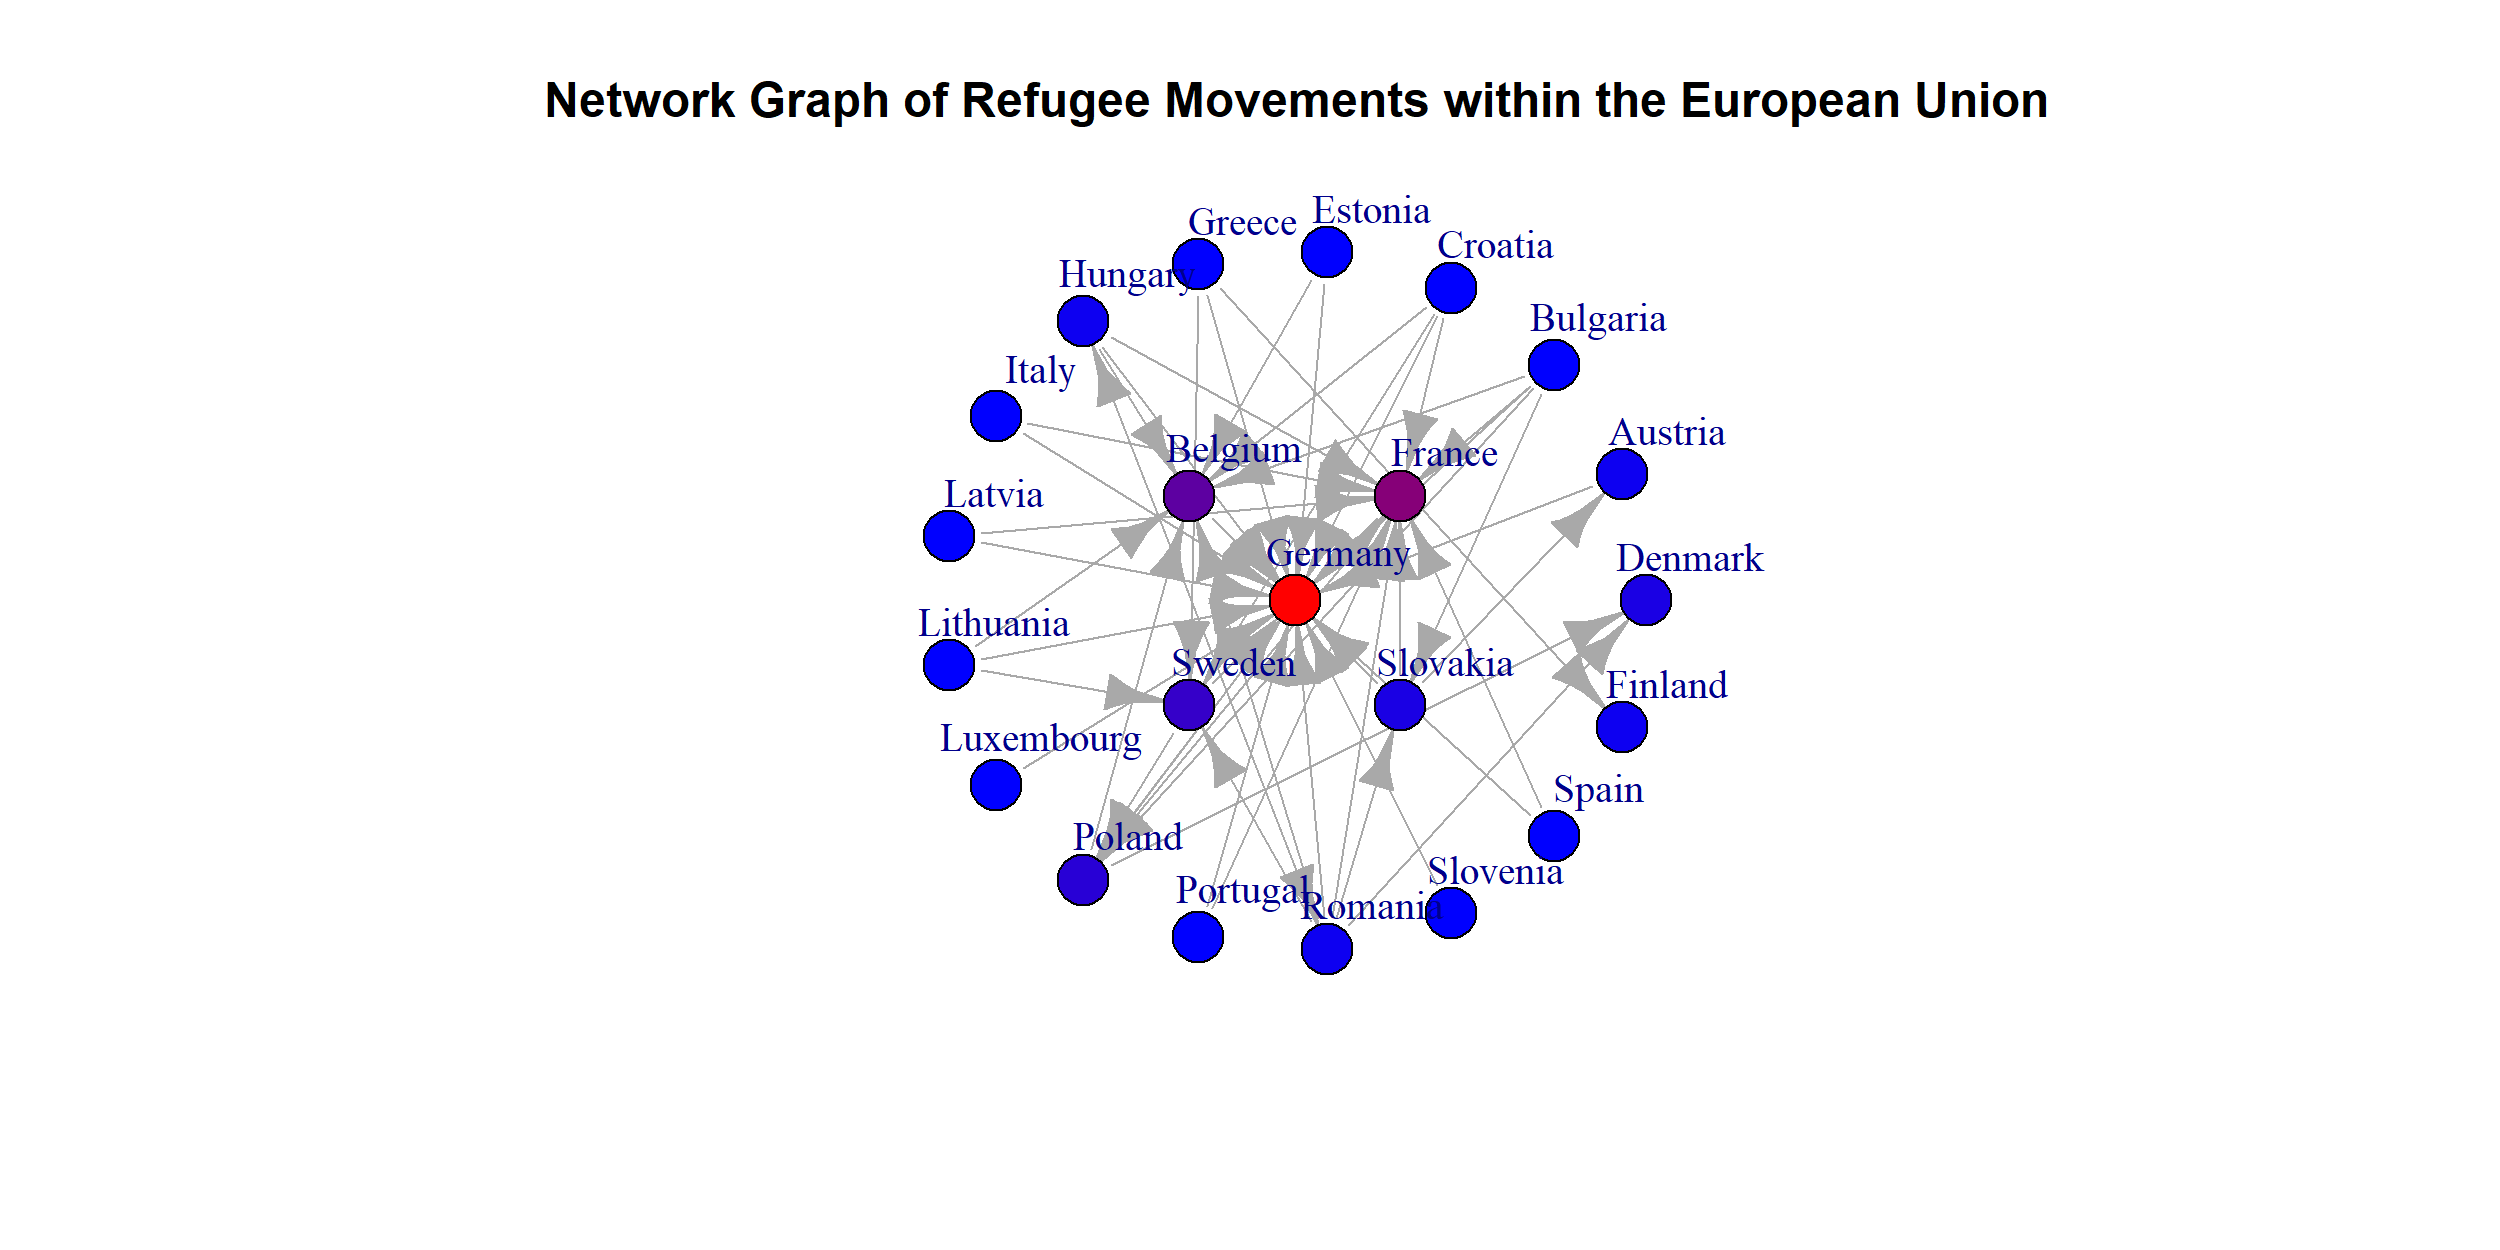 Network Graph of Refugee Movements within the European Union
Estonia
Greece
Croatia
Hungary
Bulgaria
Italy
Austria
Belgium
France
Latvia
Germany
Denmark
Lithuania
Sweden
Slovakia
Finland
Luxembourg
Spain
Poland
Slovenia
Portugal
Romania